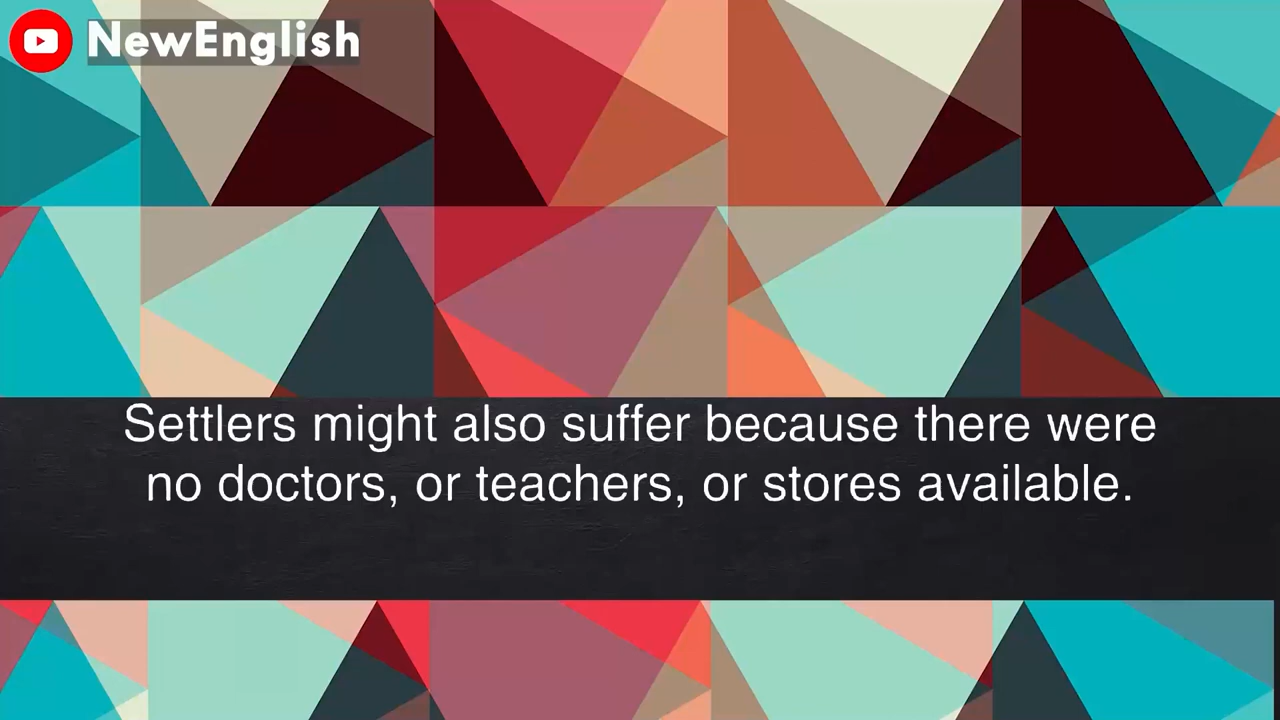 NewEnglish
Settlers might also suffer because there were
no doctors, or teachers, or stores available.